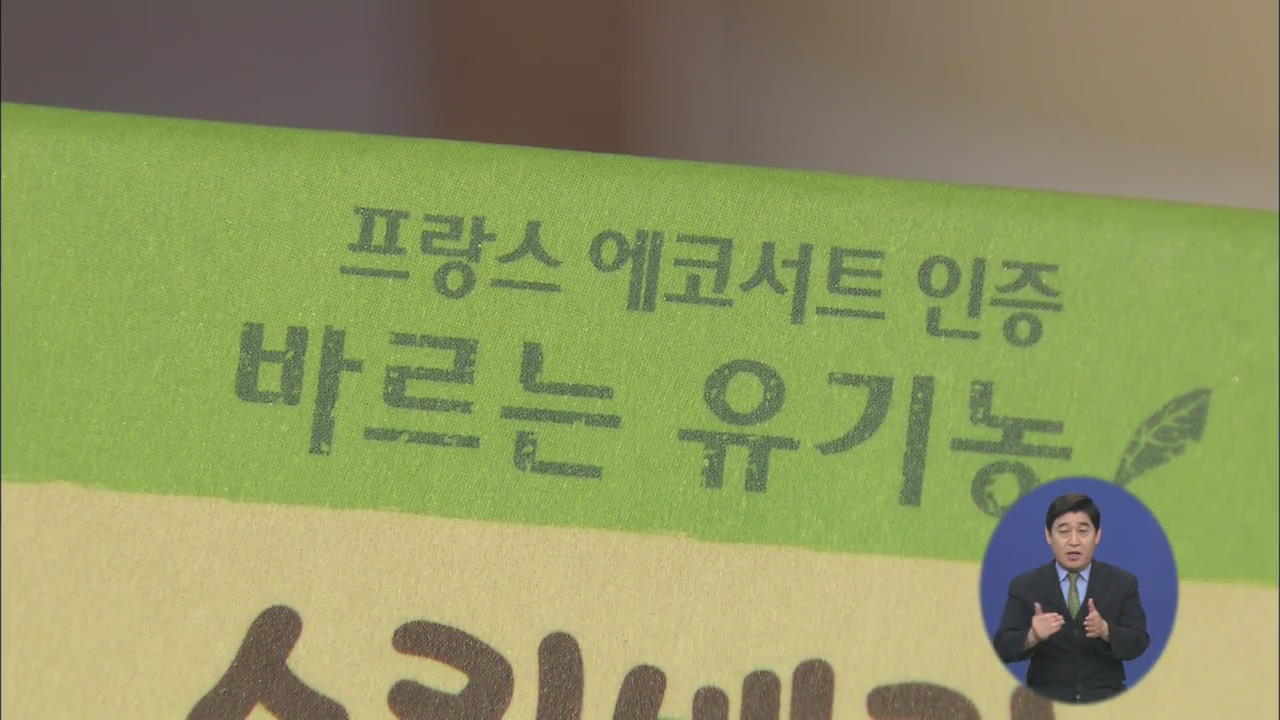 프랑스 에코서트 인증
바르는 유기농